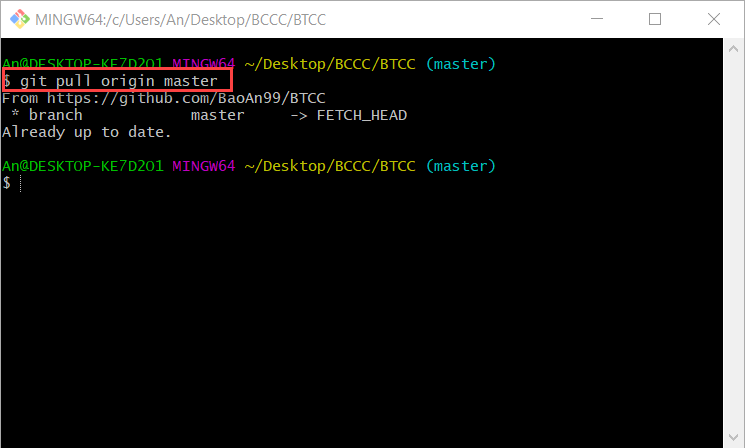 MINGW64:/c/Users/An/Desktop/BCCC/BTCC
An@DESKTOP-KE7D2O1 MINGW64 ~/Desktop/BCCC/BTCC (master)
$ git pull origin master
From https://github.com/BaoAn99/BTCC
 * branch            master     -> FETCH_HEAD
Already up to date.
An@DESKTOP-KE7D2O1 MINGW64 ~/Desktop/BCCC/BTCC (master)
$